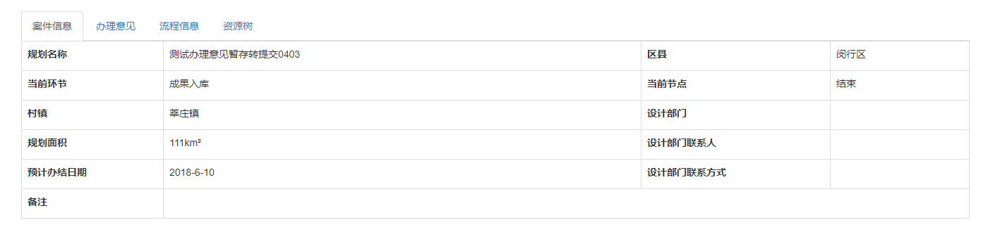 案件信息 办理意见 流程信息 资源树
规划名称 测试办理意见暂存转提交0403 区县 闵行区
当前环节 成果入库 当前节点 结束
村镇 莘庄镇 设计部门
规划面积 111km² 设计部门联系人
预计办结日期 2018-6-10 设计部门联系方式
备注